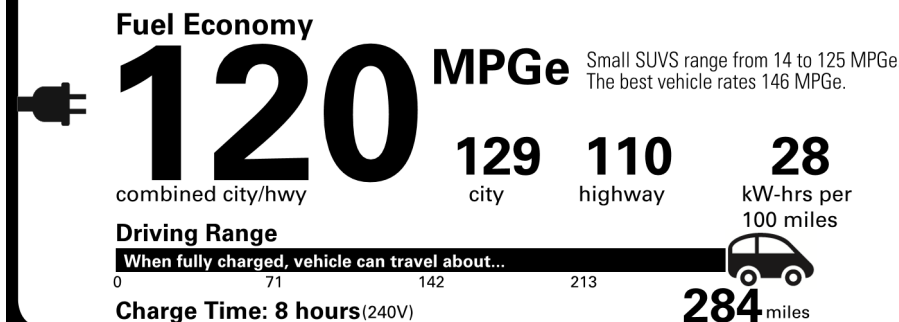 Fuel Economy
120 MPGe
Small SUVS range from 14 to 125 MPGe
The best vehicle rates 146 MPGe.
combined city/hwy
129
city
110
highway
28
kW-hrs per
100 miles
Driving Range
When fully charged, vehicle can travel about...
0 71 142 213
284 miles
Charge Time: 8 hours(240V)